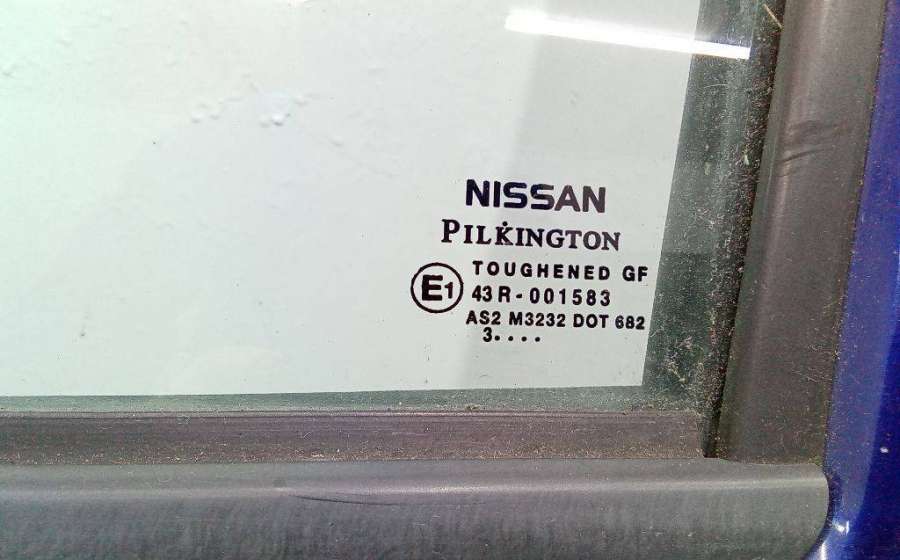 NISSAN
PILKINGTON
E1
TOUGHENED GF
43R-001583
AS2 M3232 DOT 682
3....